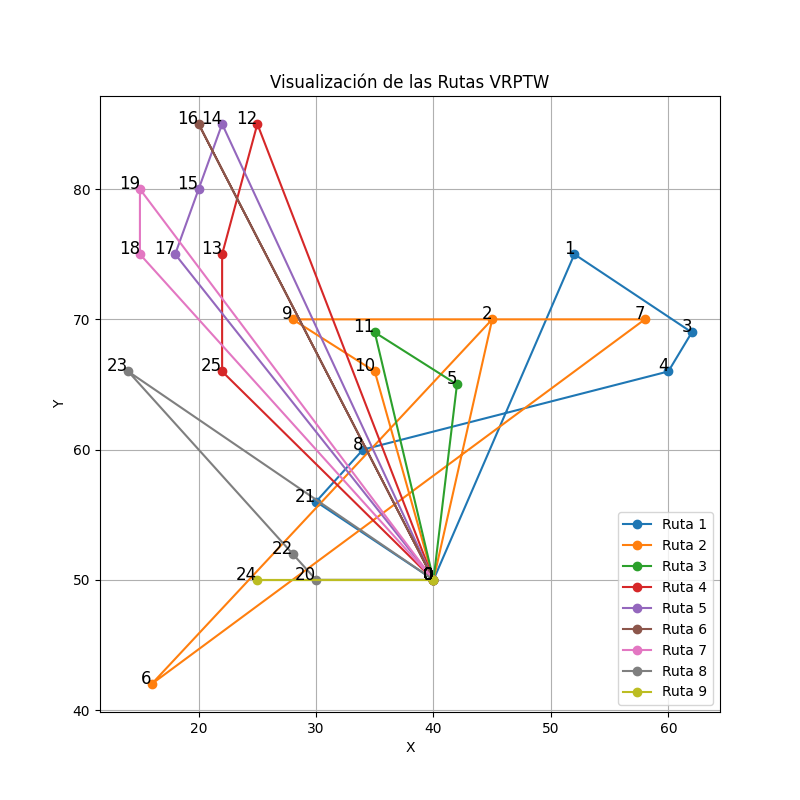 Visualización de las Rutas VRPTW
16 14 12
80
19 15
18 17 13 1
70
9 2 7
11 3
23 25 10 4
5
60
8
21
22
50
24 20 0
6
40
Y
20 30 40 50 60
X
Ruta 1
Ruta 2
Ruta 3
Ruta 4
Ruta 5
Ruta 6
Ruta 7
Ruta 8
Ruta 9